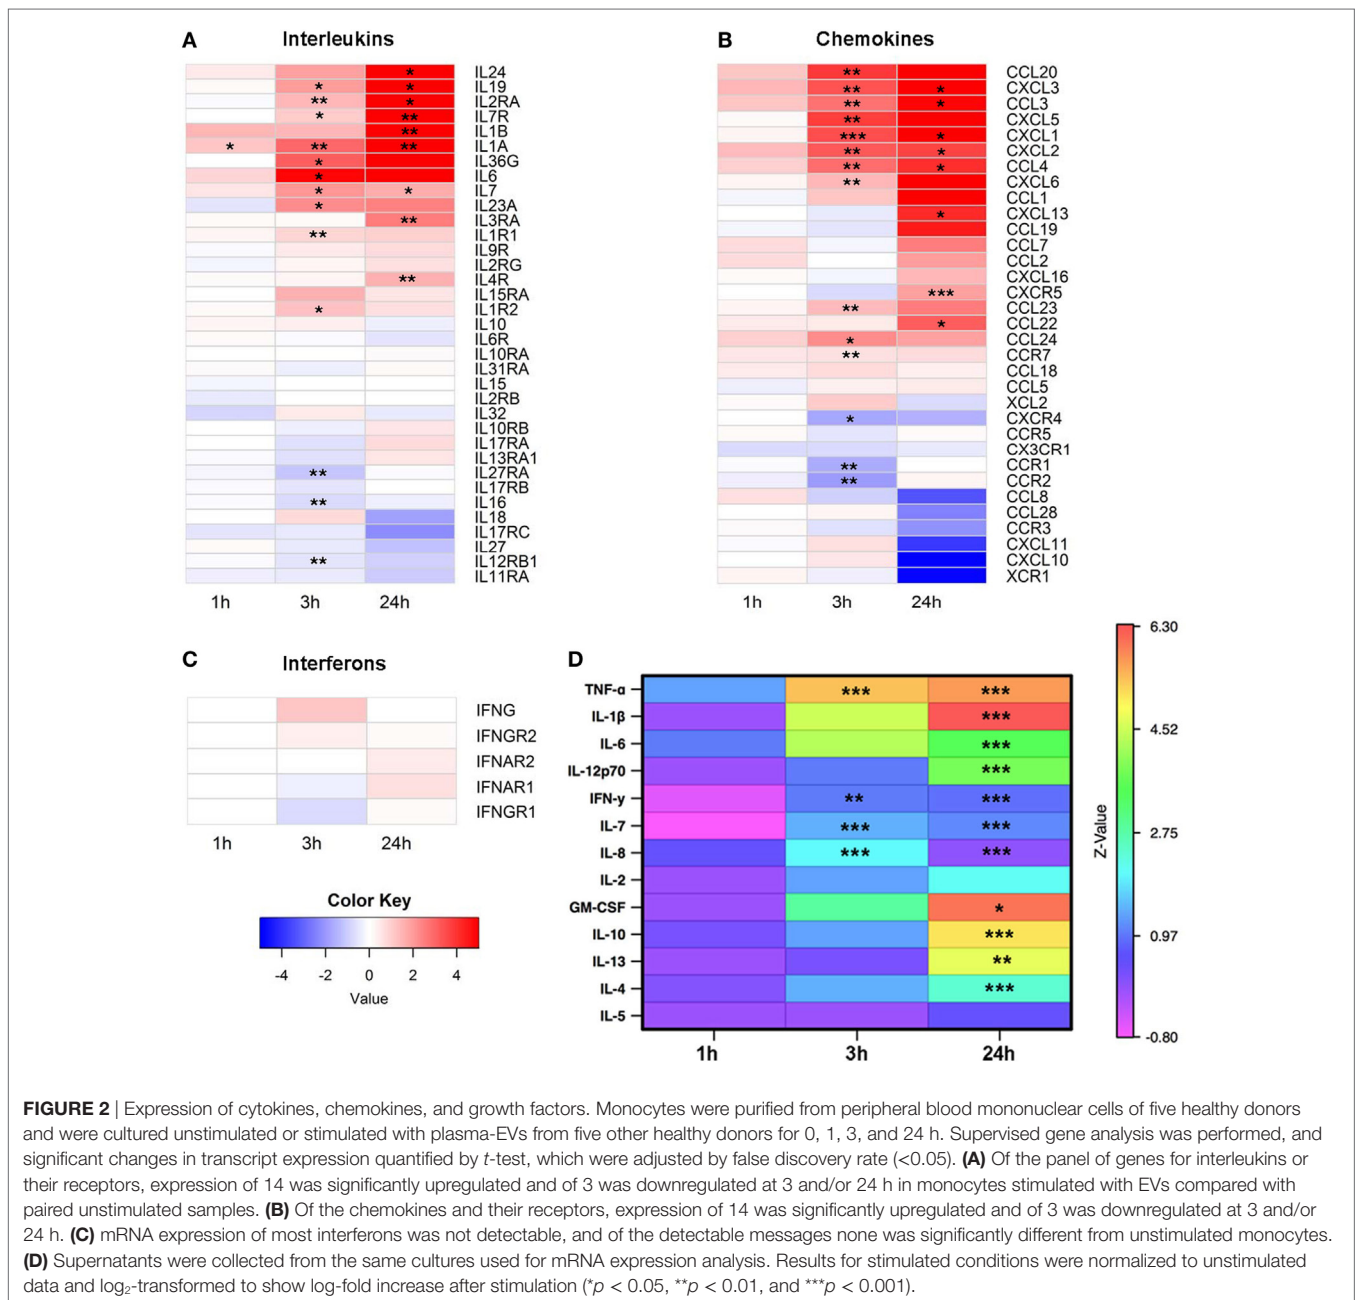 A
Interleukins
IL24
*
IL19
* *
IL2RA
** *
IL7R
* **
IL1B
**
IL1A
* ** **
IL36G
*
IL6
*
IL7
* *
IL23A
*
IL3RA
**
IL1R1
**
IL9R
IL2RG
IL4R
**
IL15RA
IL1R2
*
IL10
IL6R
IL10RA
IL31RA
IL15
IL2RB
IL32
IL10RB
IL17RA
IL13RA1
IL27RA
**
IL17RB
IL16
**
IL18
IL17RC
IL27
IL12RB1
**
IL11RA
1h 3h 24h
B
Chemokines
CCL20
**
CXCL3
** *
CCL3
** *
CXCL5
**
CXCL1
*** *
CXCL2
** *
CCL4
** *
CXCL6
**
CCL1
CXCL13
*
CCL19
CCL7
CCL2
CXCL16
CXCR5
***
CCL23
**
CCL22
*
CCL24
*
CCR7
**
CCL18
CCL5
XCL2
CXCR4
*
CCR5
CX3CR1
CCR1
**
CCR2
**
CCL8
CCL28
CCR3
CXCL11
CXCL10
XCR1
1h 3h 24h
C
Interferons
IFNG
IFNGR2
IFNAR2
IFNAR1
IFNGR1
1h 3h 24h
Color Key
-4 -2 0 2 4
Value
D
TNF-α *** ***
IL-1β ***
IL-6 ***
IL-12p70 ***
IFN-γ ** ***
IL-7 *** ***
IL-8 *** ***
IL-2
GM-CSF *
IL-10 ***
IL-13 **
IL-4 ***
IL-5
1h 3h 24h
6.30
4.52
2.75
0.97
-0.80
Z-Value
FIGURE 2 | Expression of cytokines, chemokines, and growth factors. Monocytes were purified from peripheral blood mononuclear cells of five healthy donors
and were cultured unstimulated or stimulated with plasma-EVs from five other healthy donors for 0, 1, 3, and 24 h. Supervised gene analysis was performed, and
significant changes in transcript expression quantified by t-test, which were adjusted by false discovery rate (<0.05). (A) Of the panel of genes for interleukins or
their receptors, expression of 14 was significantly upregulated and of 3 was downregulated at 3 and/or 24 h in monocytes stimulated with EVs compared with
paired unstimulated samples. (B) Of the chemokines and their receptors, expression of 14 was significantly upregulated and of 3 was downregulated at 3 and/or
24 h. (C) mRNA expression of most interferons was not detectable, and of the detectable messages none was significantly different from unstimulated monocytes.
(D) Supernatants were collected from the same cultures used for mRNA expression analysis. Results for stimulated conditions were normalized to unstimulated
data and log₂-transformed to show log-fold increase after stimulation (*p < 0.05, **p < 0.01, and ***p < 0.001).